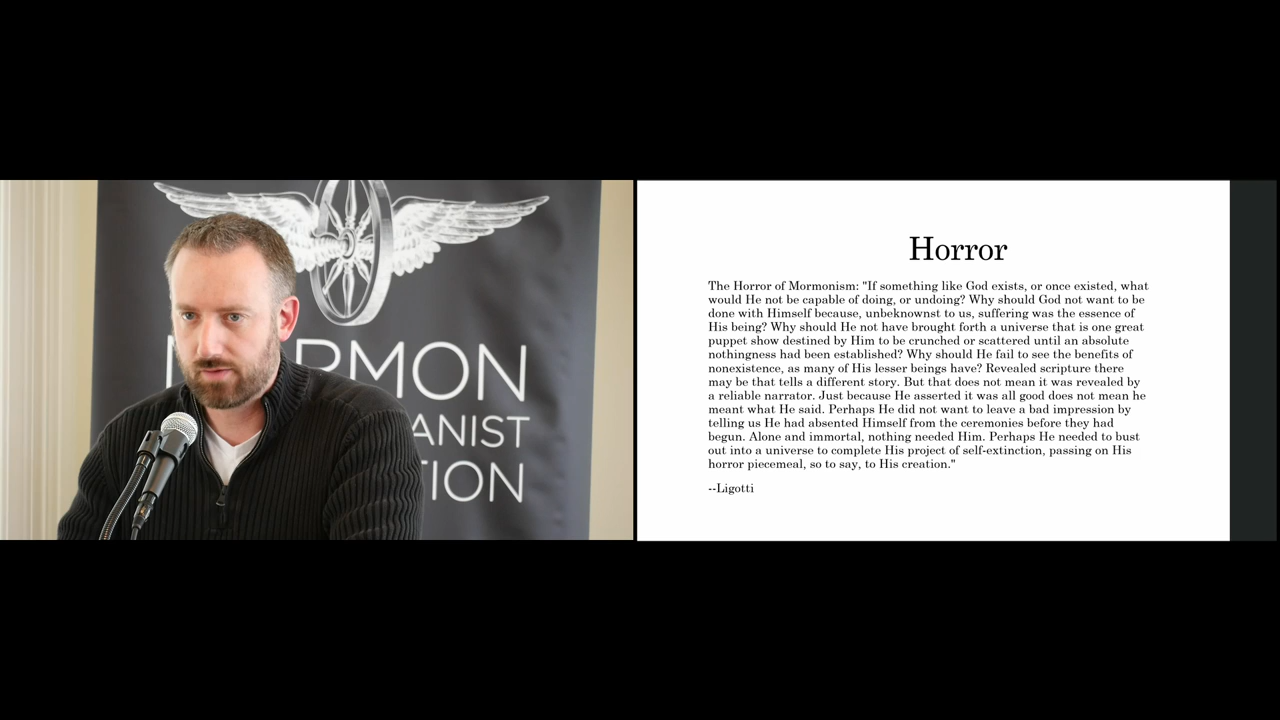 MORMON
ANIST
TION
Horror
The Horror of Mormonism: "If something like God exists, or once existed, what
would He not be capable of doing, or undoing? Why should God not want to be
done with Himself because, unbeknownst to us, suffering was the essence of
His being? Why should He not have brought forth a universe that is one great
puppet show destined by Him to be crunched or scattered until an absolute
nothingness had been established? Why should He fail to see the benefits of
nonexistence, as many of His lesser beings have? Revealed scripture there
may be that tells a different story. But that does not mean it was revealed by
a reliable narrator. Just because He asserted it was all good does not mean he
meant what He said. Perhaps He did not want to leave a bad impression by
telling us He had absented Himself from the ceremonies before they had
begun. Alone and immortal, nothing needed Him. Perhaps He needed to bust
out into a universe to complete His project of self-extinction, passing on His
horror piecemeal, so to say, to His creation."
--Ligotti